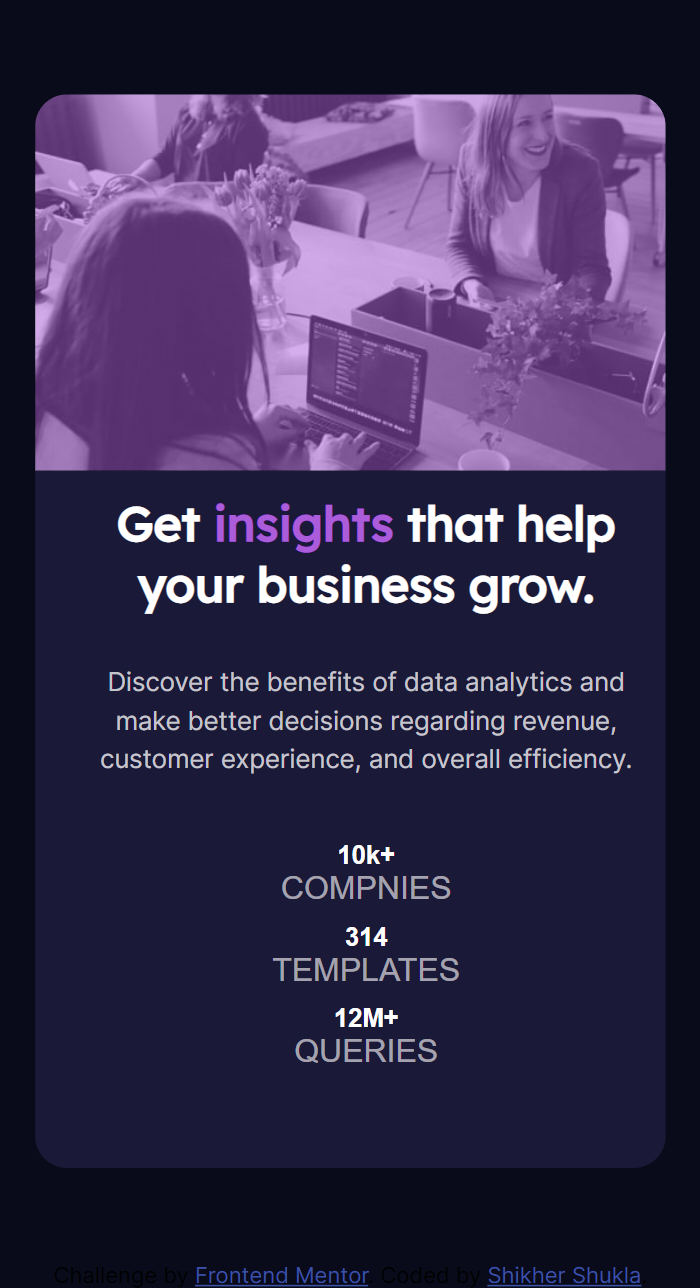 Get insights that help
your business grow.
Discover the benefits of data analytics and
make better decisions regarding revenue,
customer experience, and overall efficiency.
10k+
COMPNIES
314
TEMPLATES
12M+
QUERIES
Challenge by Frontend Mentor. Coded by Shikher Shukla